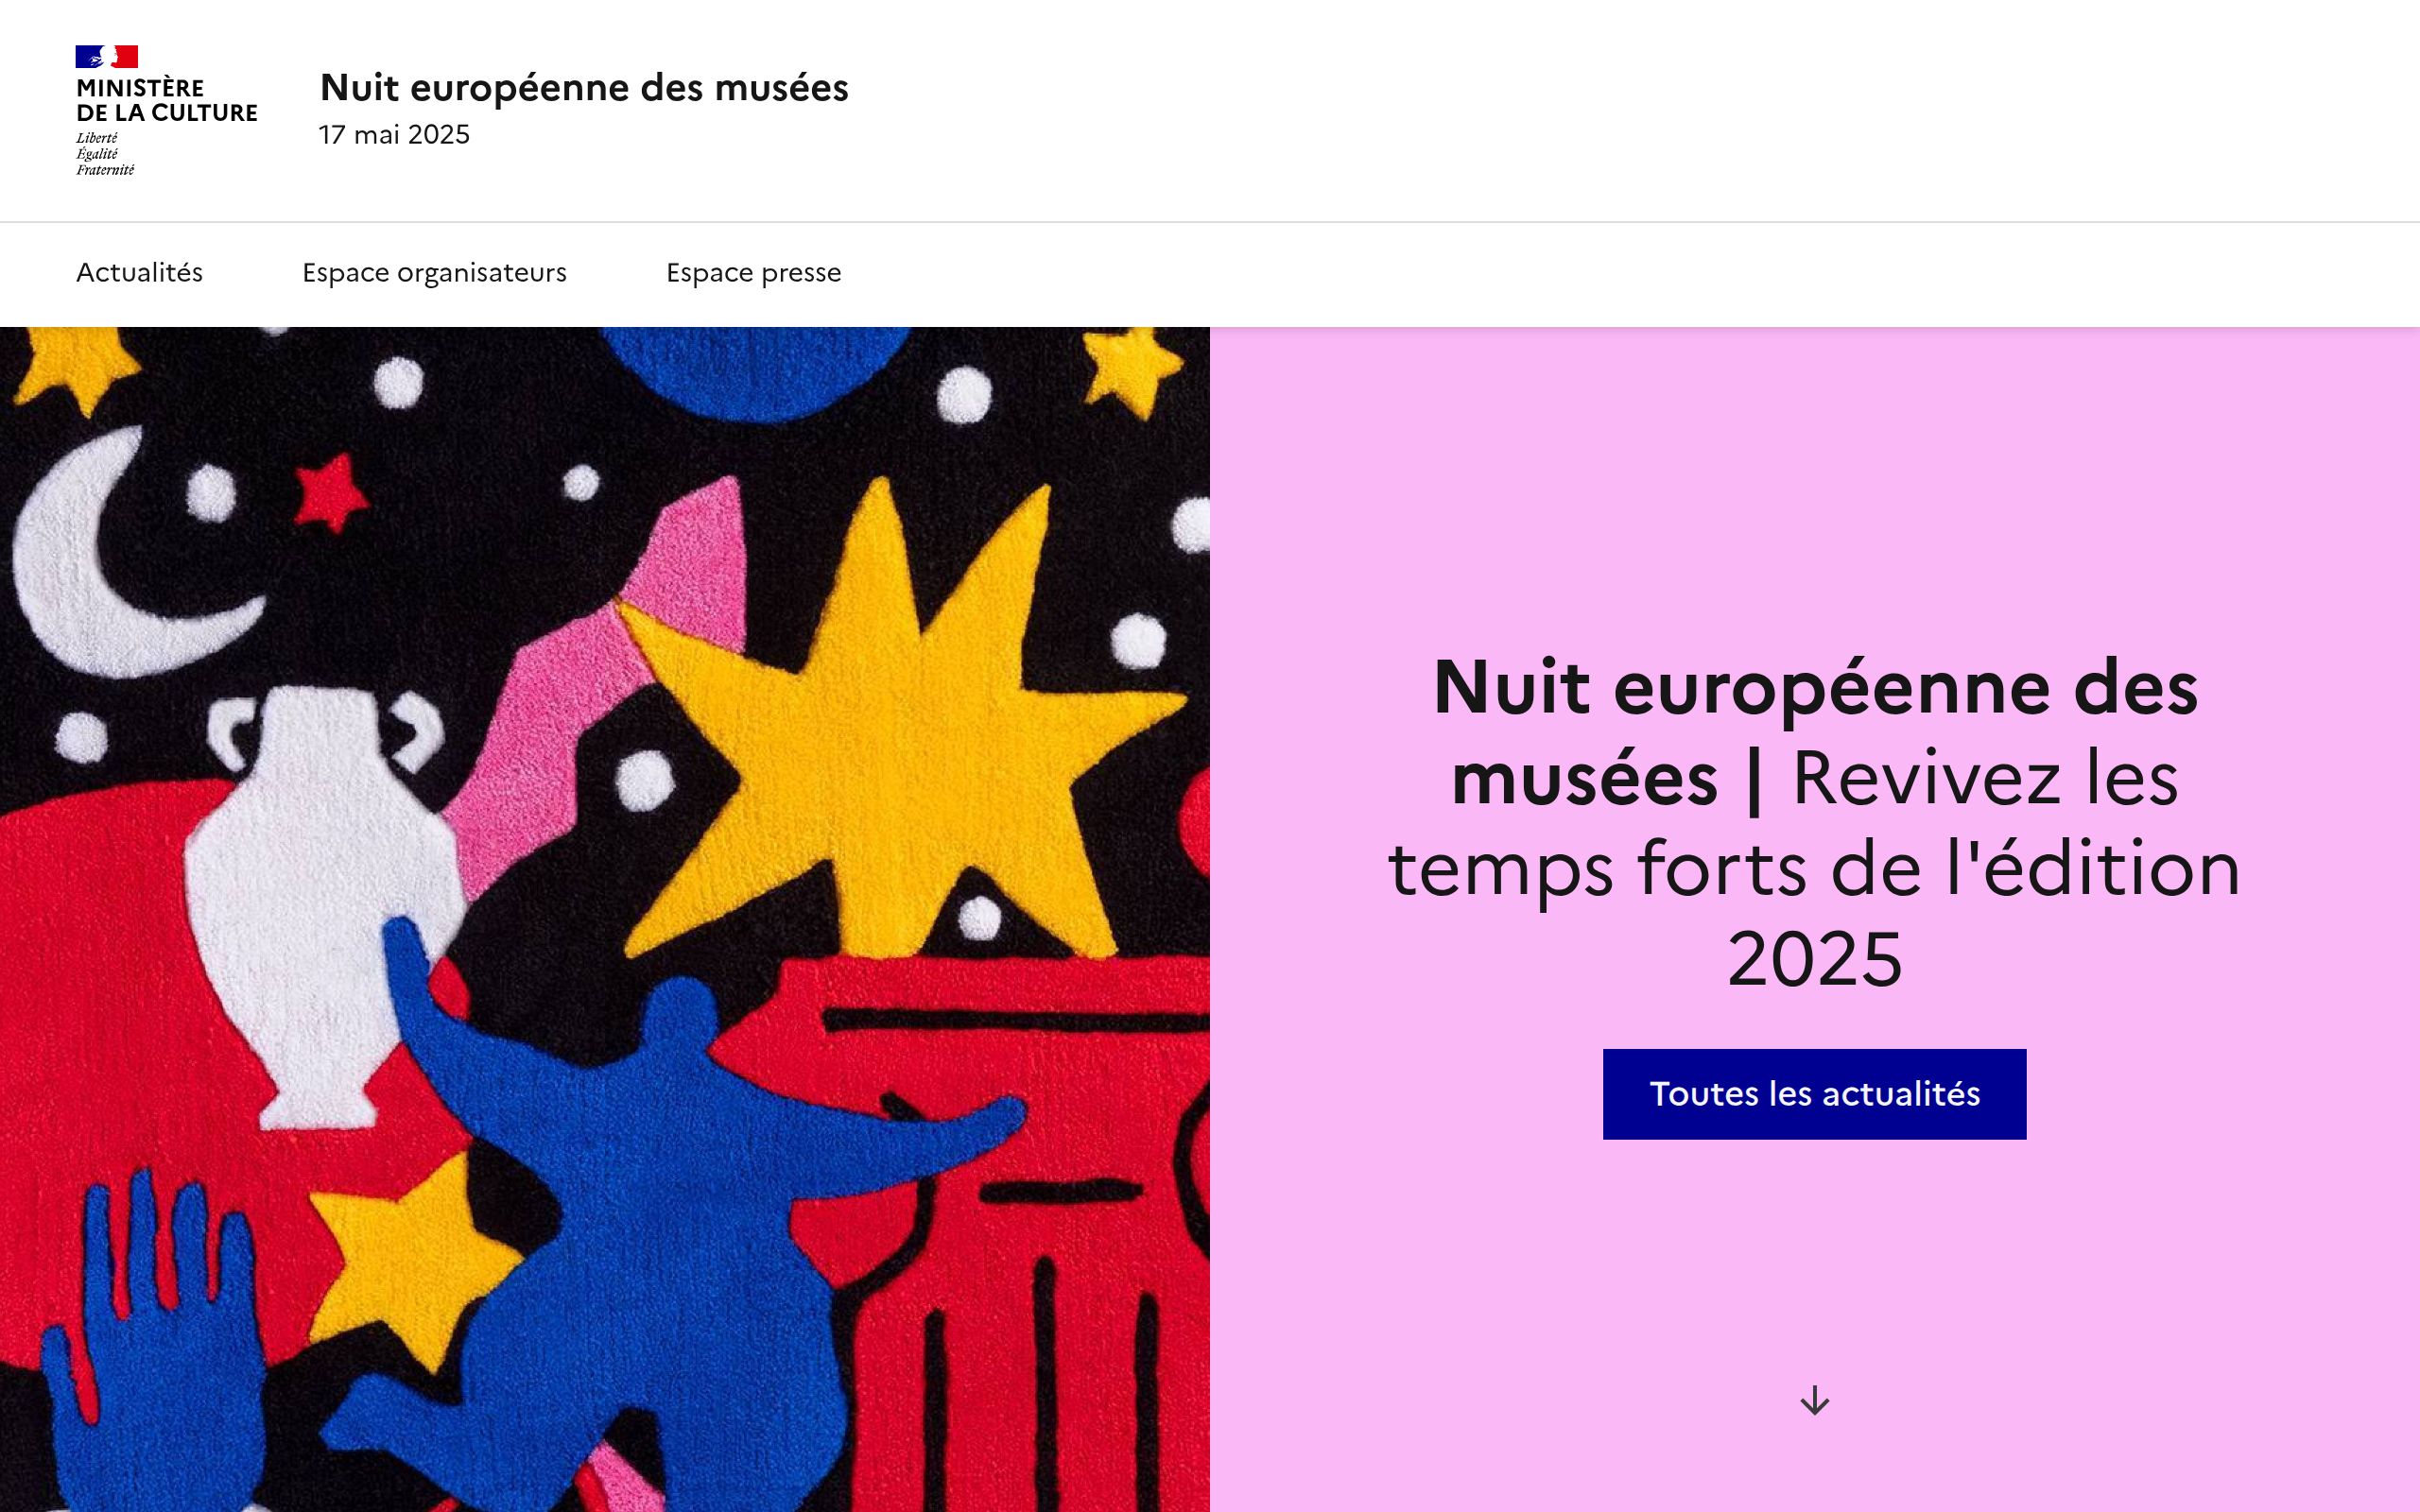 MINISTÈRE
DE LA CULTURE
Liberté
Égalité
Fraternité
Nuit européenne des musées
17 mai 2025
Actualités
Espace organisateurs
Espace presse
Nuit européenne des
musées | Revivez les
temps forts de l'édition
2025
Toutes les actualités